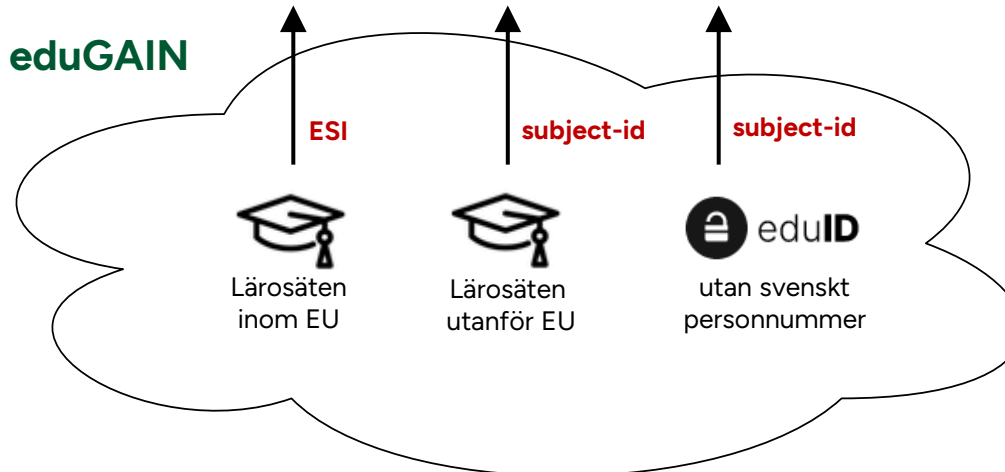 eduGAIN
ESI
subject-id
subject-id
eduID
Lärosäten
inom EU
Lärosäten
utanför EU
utan svenskt
personnummer